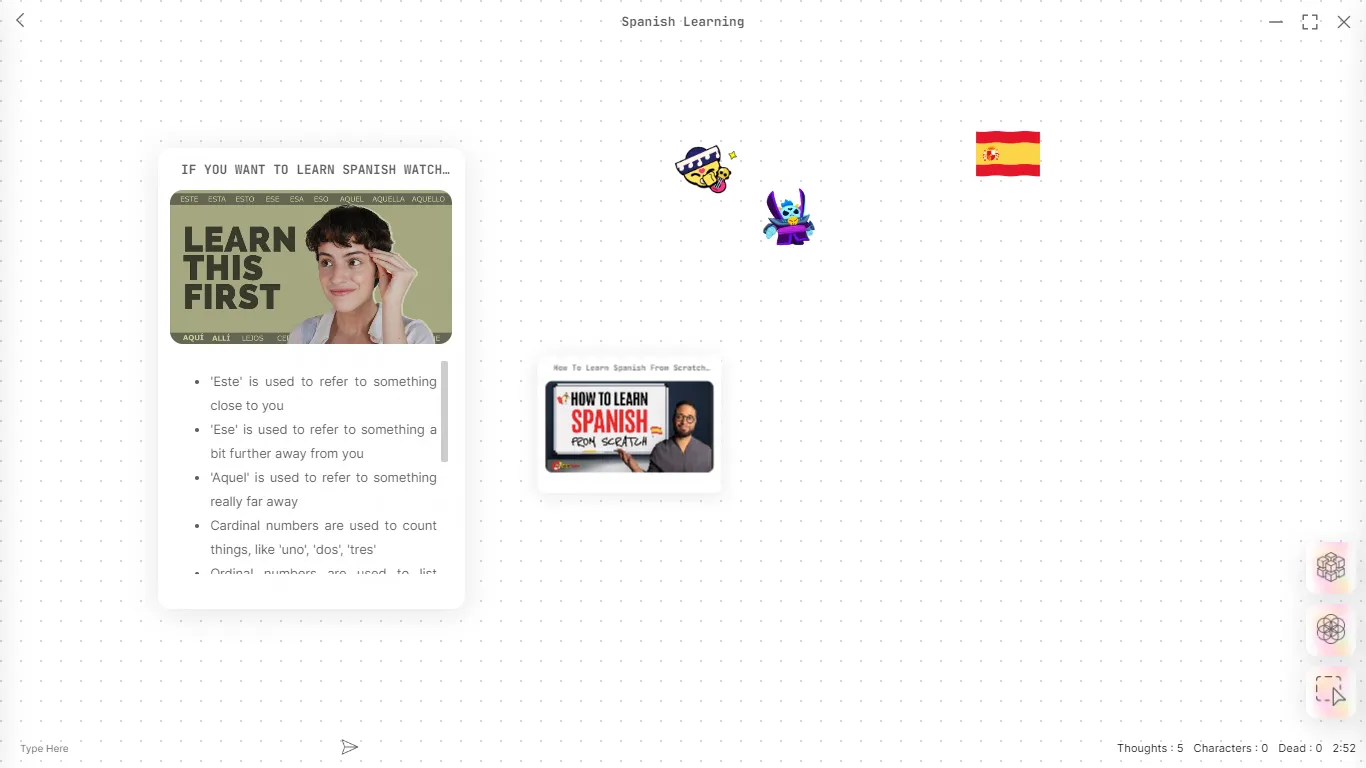 Spanish Learning
IF YOU WANT TO LEARN SPANISH WATCH…
ESTE ESTA ESTO ESE ESA ESO AQUEL AQUELLA AQUELLO
LEARN
THIS
FIRST
AQUÍ ALLÍ LEJOS
'Este' is used to refer to something
close to you
'Ese' is used to refer to something a
bit further away from you
'Aquel' is used to refer to something
really far away
Cardinal numbers are used to count
things, like 'uno', 'dos', 'tres'
Ordinal numbers are used to list
How To Learn Spanish From Scratch…
HOW TO LEARN
SPANISH
FROM SCRATCH
Type Here
Thoughts : 5 Characters : 0 Dead : 0 2:52